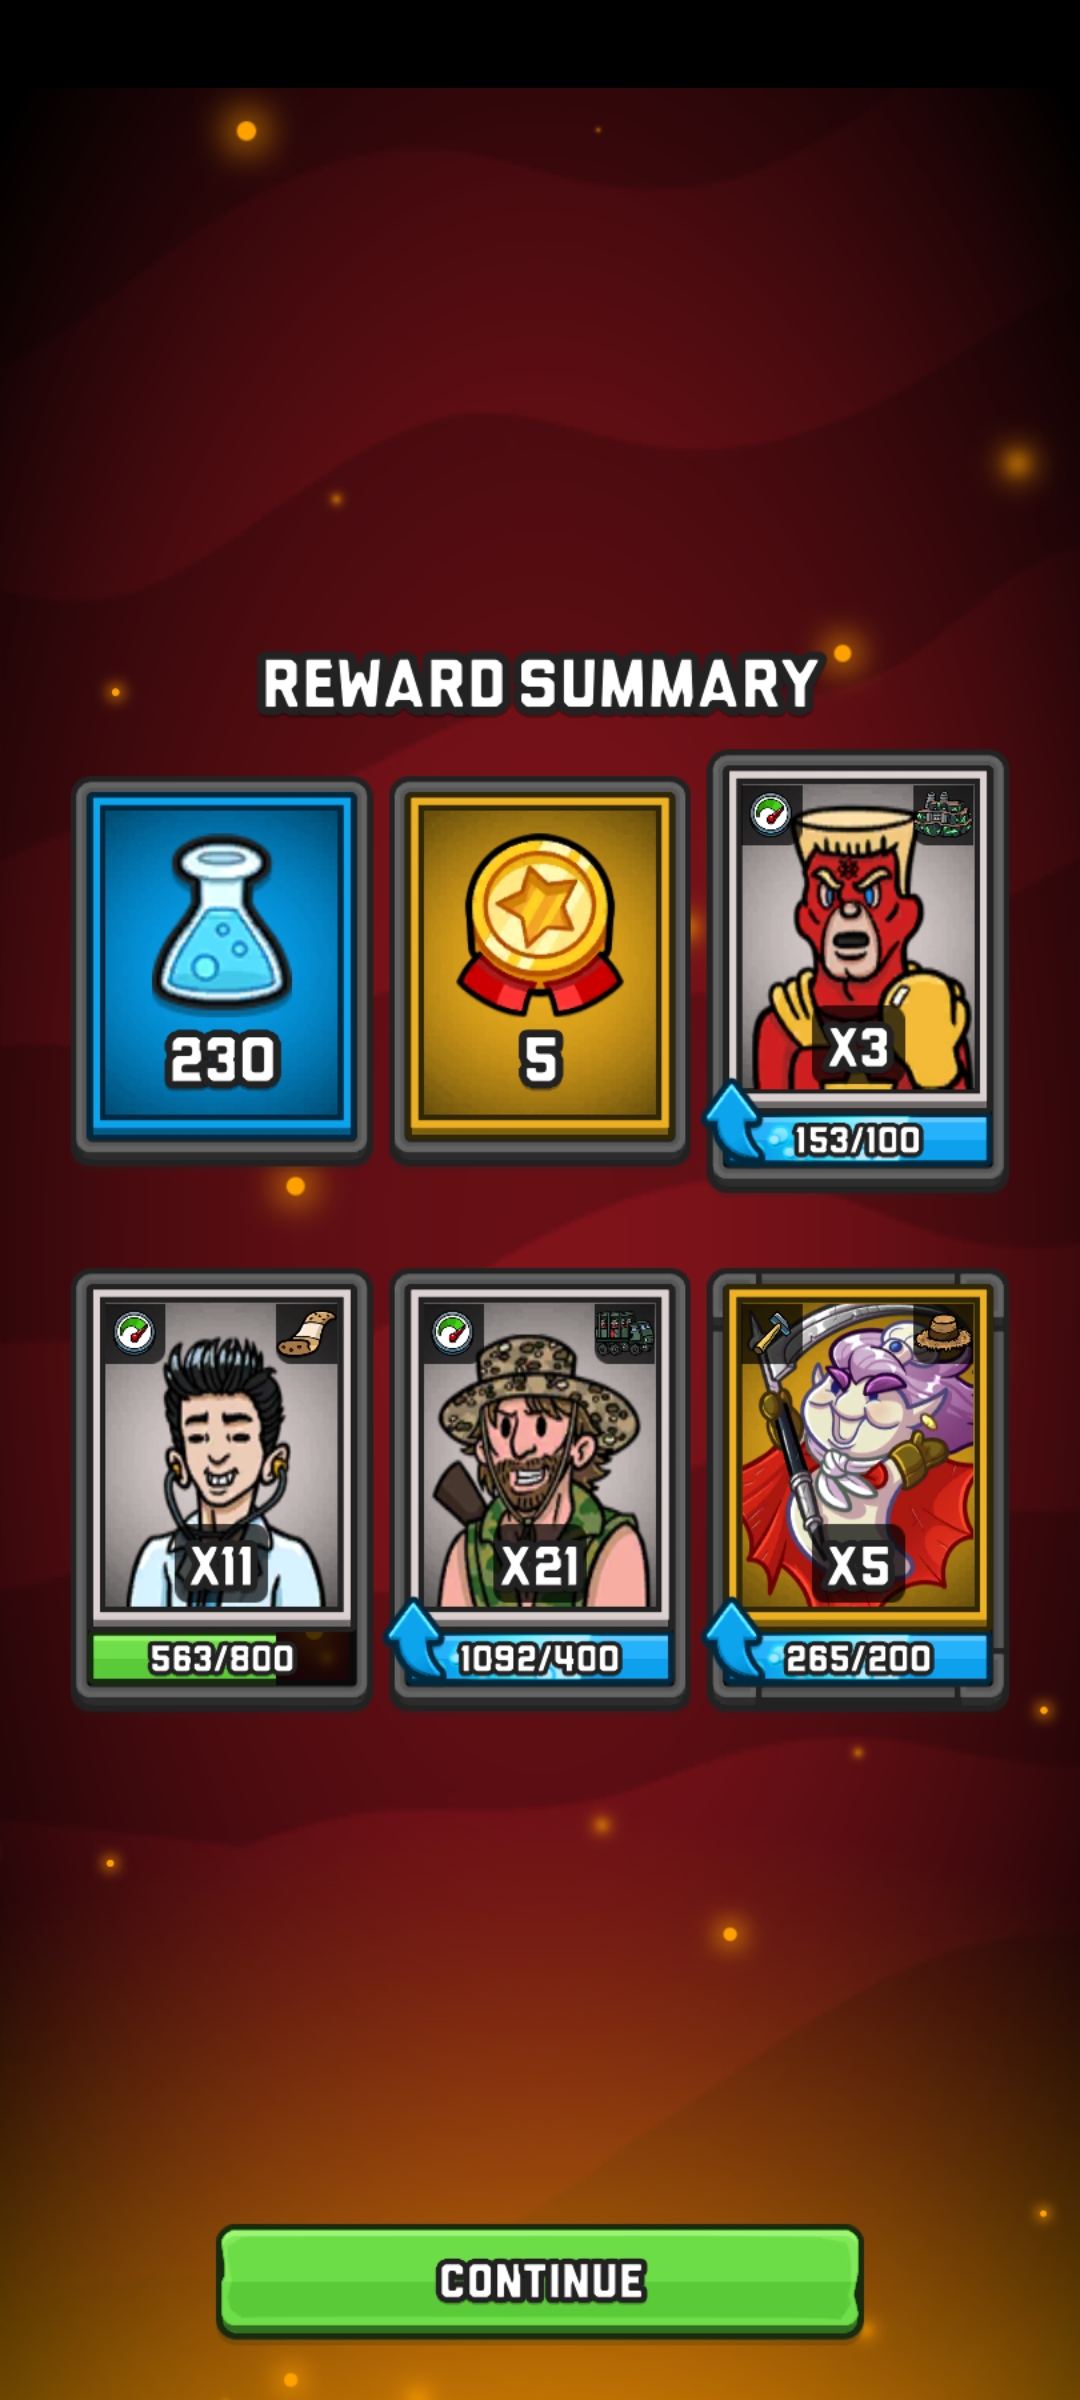 REWARD SUMMARY
230
5
X3
153/100
X11
563/800
X21
1092/400
X5
265/200
CONTINUE